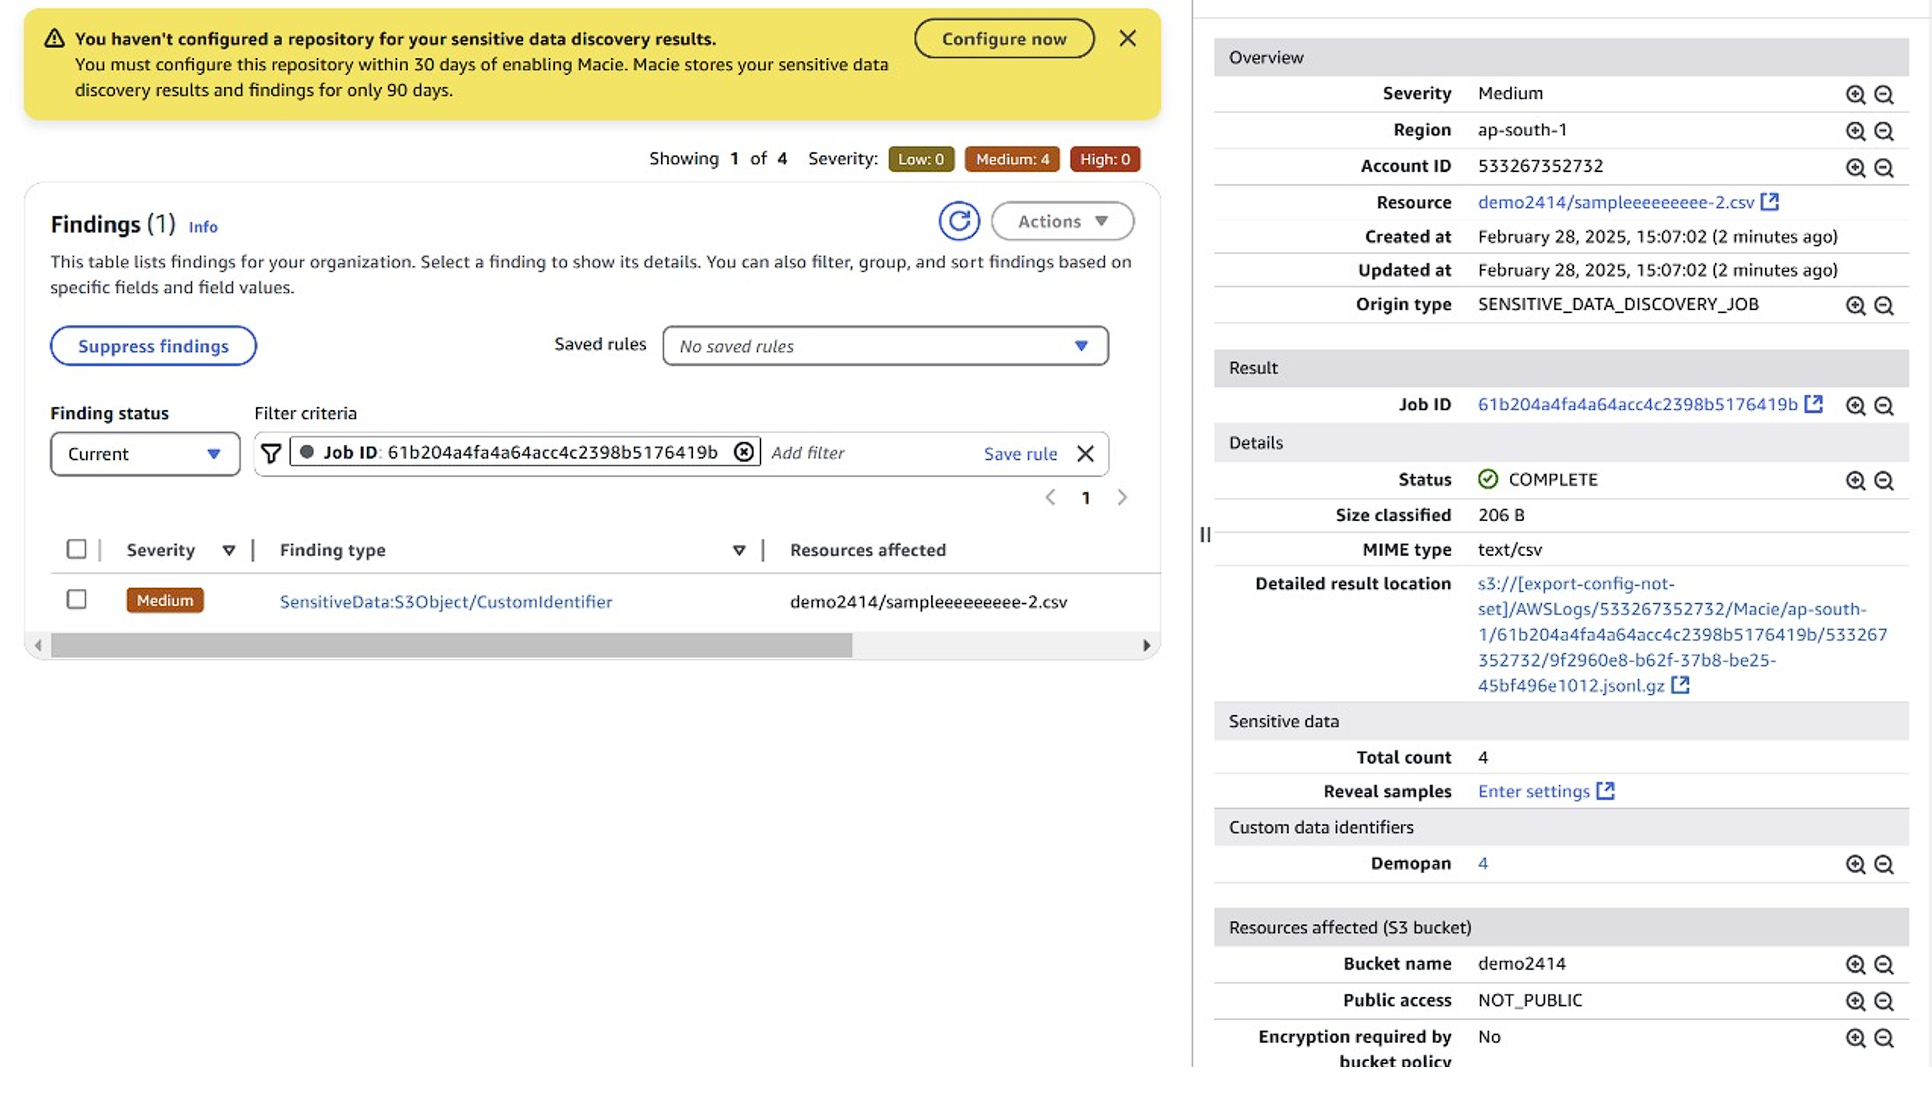 You haven't configured a repository for your sensitive data discovery results.
You must configure this repository within 30 days of enabling Macie. Macie stores your sensitive data
discovery results and findings for only 90 days.
Configure now
Showing 1 of 4 Severity: Low: 0 Medium: 4 High: 0
Findings (1) Info
Actions
This table lists findings for your organization. Select a finding to show its details. You can also filter, group, and sort findings based on
specific fields and field values.
Suppress findings
Saved rules No saved rules
Finding status Filter criteria
Current Job ID: 61b204a4fa4a64acc4c2398b5176419b Add filter Save rule
1
Severity Finding type Resources affected
Medium SensitiveData:S3Object/CustomIdentifier demo2414/sampleeeeeeeee-2.csv
Overview
Severity Medium
Region ap-south-1
Account ID 533267352732
Resource demo2414/sampleeeeeeeee-2.csv
Created at February 28, 2025, 15:07:02 (2 minutes ago)
Updated at February 28, 2025, 15:07:02 (2 minutes ago)
Origin type SENSITIVE_DATA_DISCOVERY_JOB
Result
Job ID 61b204a4fa4a64acc4c2398b5176419b
Details
Status COMPLETE
Size classified 206 B
MIME type text/csv
Detailed result location s3://[export-config-not-
set]/AWSLogs/533267352732/Macie/ap-south-
1/61b204a4fa4a64acc4c2398b5176419b/533267
352732/9f2960e8-b62f-37b8-be25-
45bf496e1012.jsonl.gz
Sensitive data
Total count 4
Reveal samples Enter settings
Custom data identifiers
Demopan 4
Resources affected (S3 bucket)
Bucket name demo2414
Public access NOT_PUBLIC
Encryption required by No
bucket policy